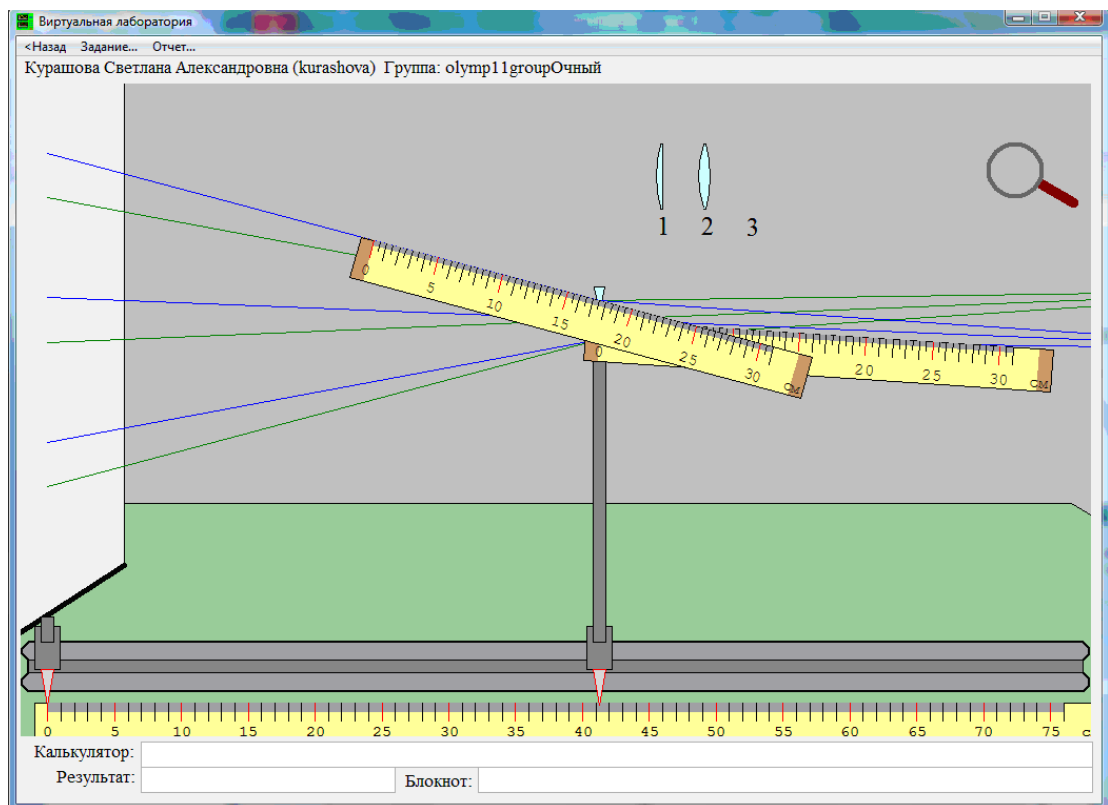 Виртуальная лаборатория
<Назад Задание... Отчет...
Курашова Светлана Александровна (kurashova) Группа: olymp11groupОчный
1 2 3
0 5 10 15 20 25 30 см
0 20 25 30 см
0 5 10 15 20 25 30 35 40 45 50 55 60 65 70 75 с
Калькулятор:
Результат: Блокнот: